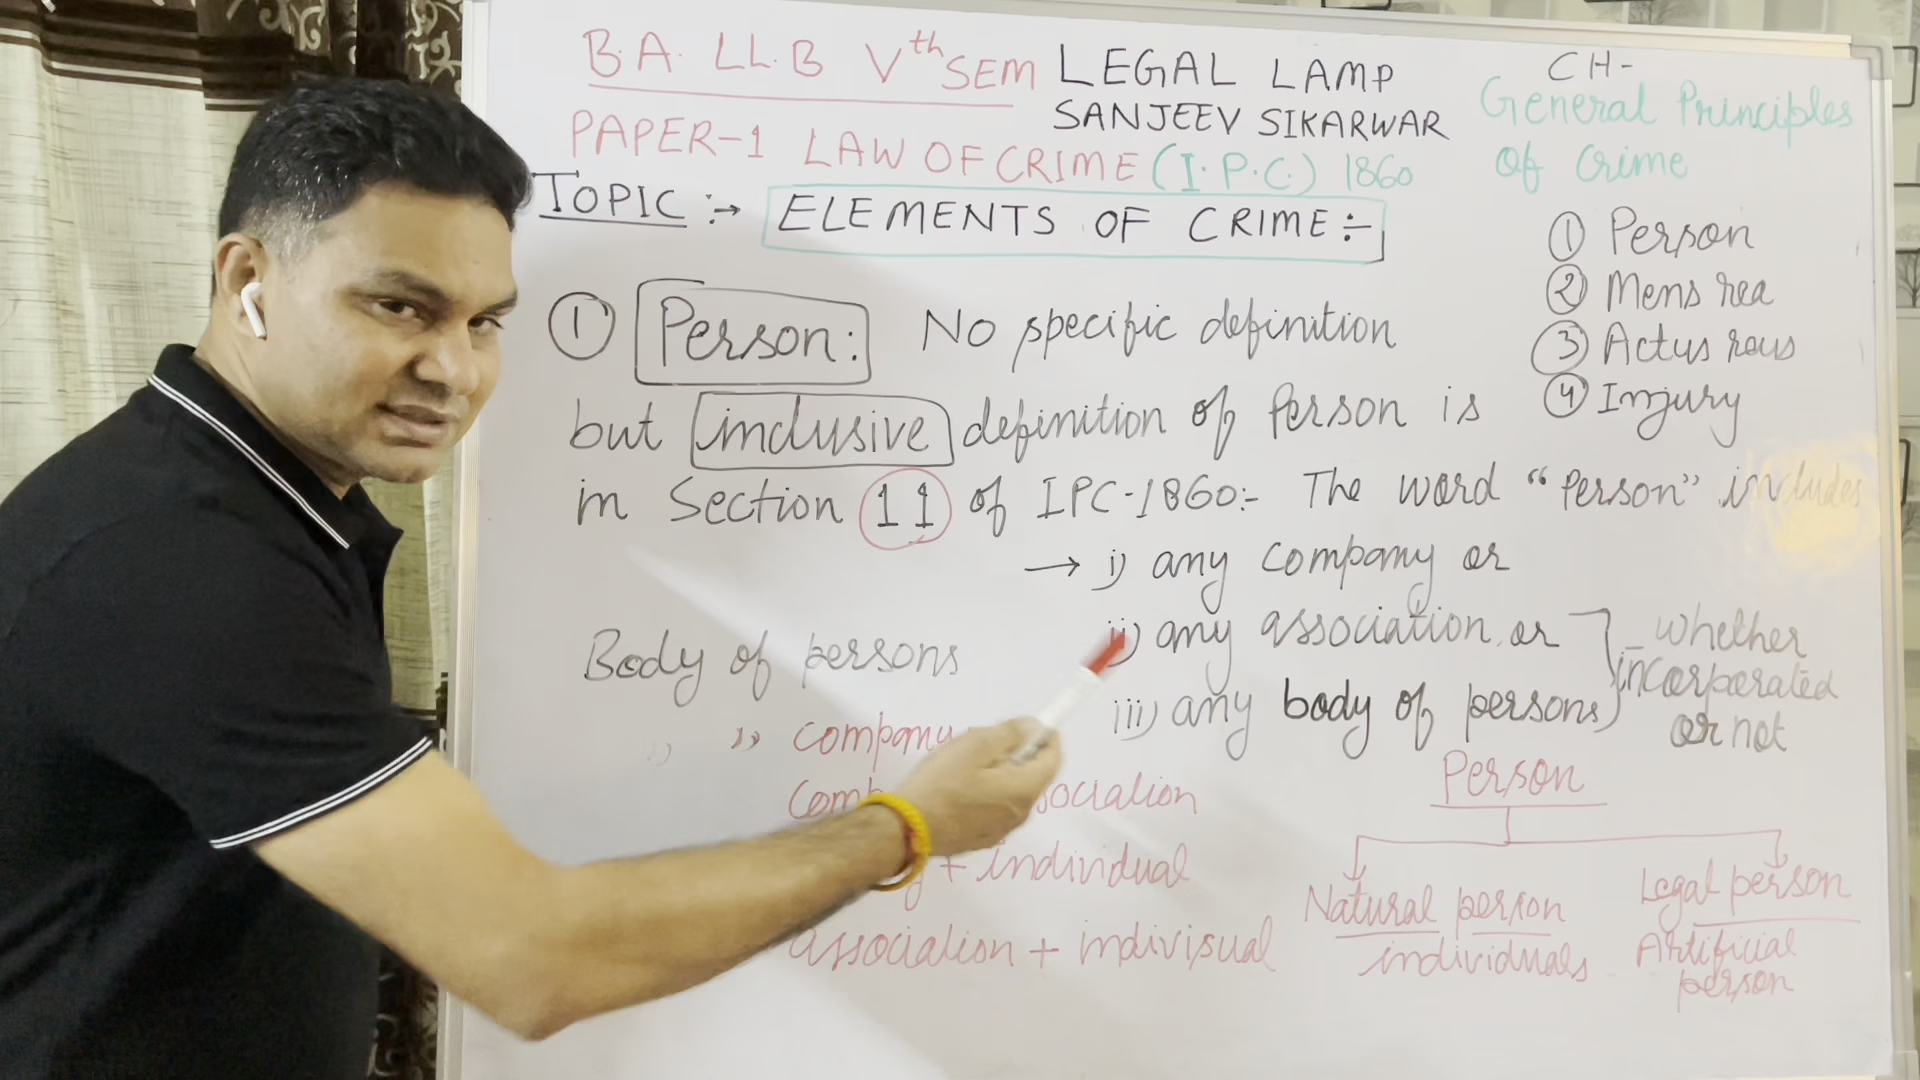 B.A. LL.B Vth SEM LEGAL LAMP
SANJEEV SIKARWAR
PAPER-1 LAW OF CRIME (I.P.C.) 1860
CH-
General Principles
of Crime
TOPIC :→ ELEMENTS OF CRIME:-
① Person
② Mens rea
③ Actus reus
④ Injury
① Person: No specific definition
but inclusive definition of Person is
in Section 11 of IPC-1860:- The word "Person" includes
→ i) any company or
ii) any association or
iii) any body of persons
- whether
incorporated
or not
Body of persons
" company
sociation
+ individual
association + indivisual
Person
Natural person
individuals
Legal person
Artificial
person